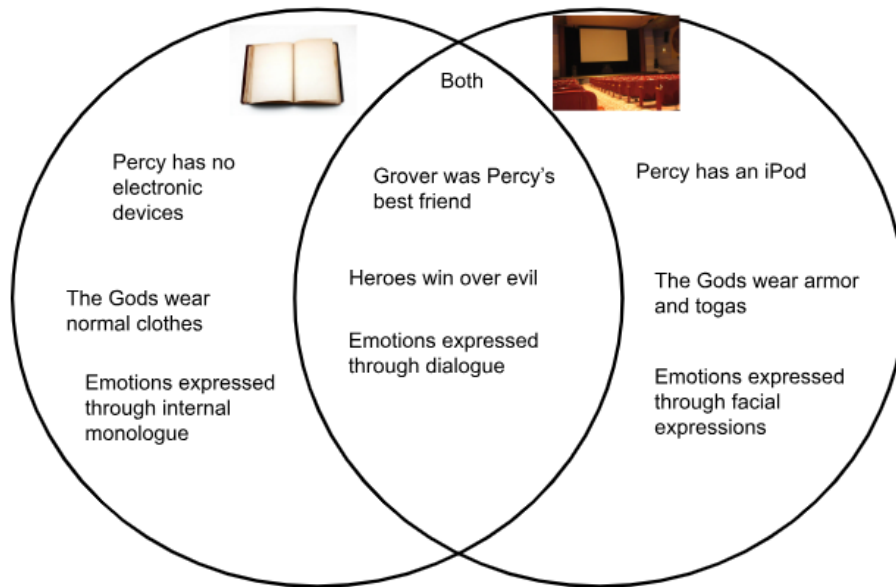 Both
Percy has no
electronic
devices
The Gods wear
normal clothes
Emotions expressed
through internal
monologue
Grover was Percy’s
best friend
Heroes win over evil
Emotions expressed
through dialogue
Percy has an iPod
The Gods wear armor
and togas
Emotions expressed
through facial
expressions